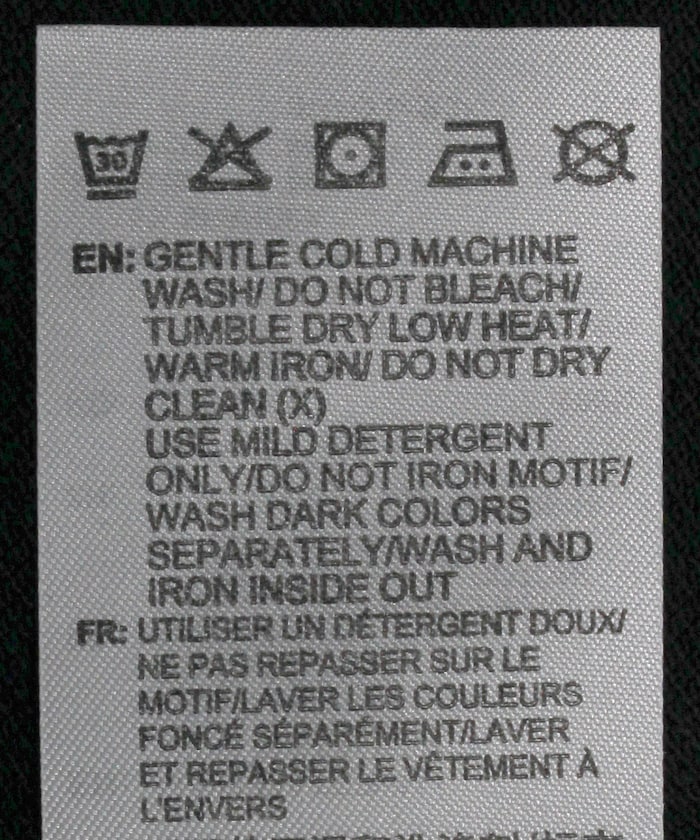 30
EN: GENTLE COLD MACHINE
WASH/ DO NOT BLEACH/
TUMBLE DRY LOW HEAT/
WARM IRON/ DO NOT DRY
CLEAN (X)
USE MILD DETERGENT
ONLY/DO NOT IRON MOTIF/
WASH DARK COLORS
SEPARATELY/WASH AND
IRON INSIDE OUT
FR: UTILISER UN DÉTERGENT DOUX/
NE PAS REPASSER SUR LE
MOTIF/LAVER LES COULEURS
FONCÉ SÉPARÉMENT/LAVER
ET REPASSER LE VÊTEMENT À
L'ENVERS